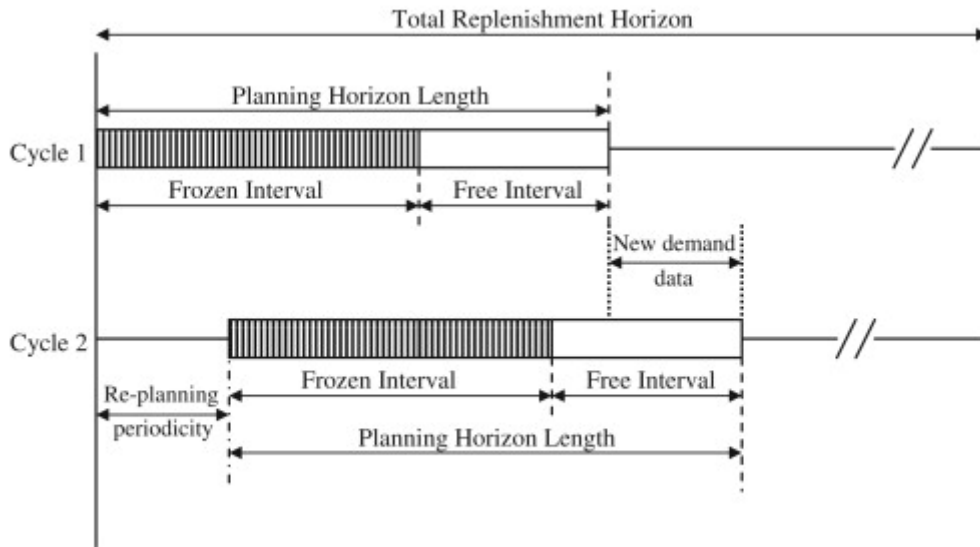 Total Replenishment Horizon
Planning Horizon Length
Cycle 1
Frozen Interval
Free Interval
New demand
data
Cycle 2
Frozen Interval
Free Interval
Re-planning
periodicity
Planning Horizon Length